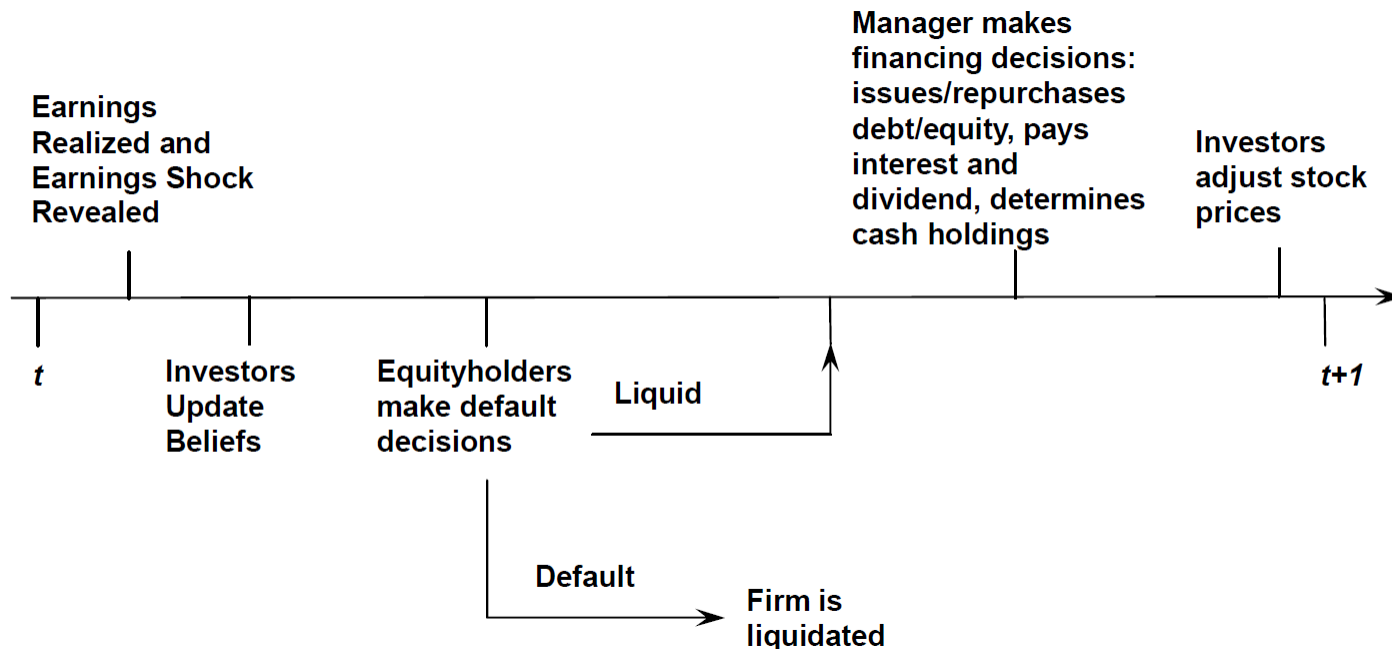 Earnings
Realized and
Earnings Shock
Revealed
Manager makes
financing decisions:
issues/repurchases
debt/equity, pays
interest and
dividend, determines
cash holdings
Investors
adjust stock
prices
t
Investors
Update
Beliefs
Equityholders
make default
decisions
Liquid
t+1
Default
Firm is
liquidated